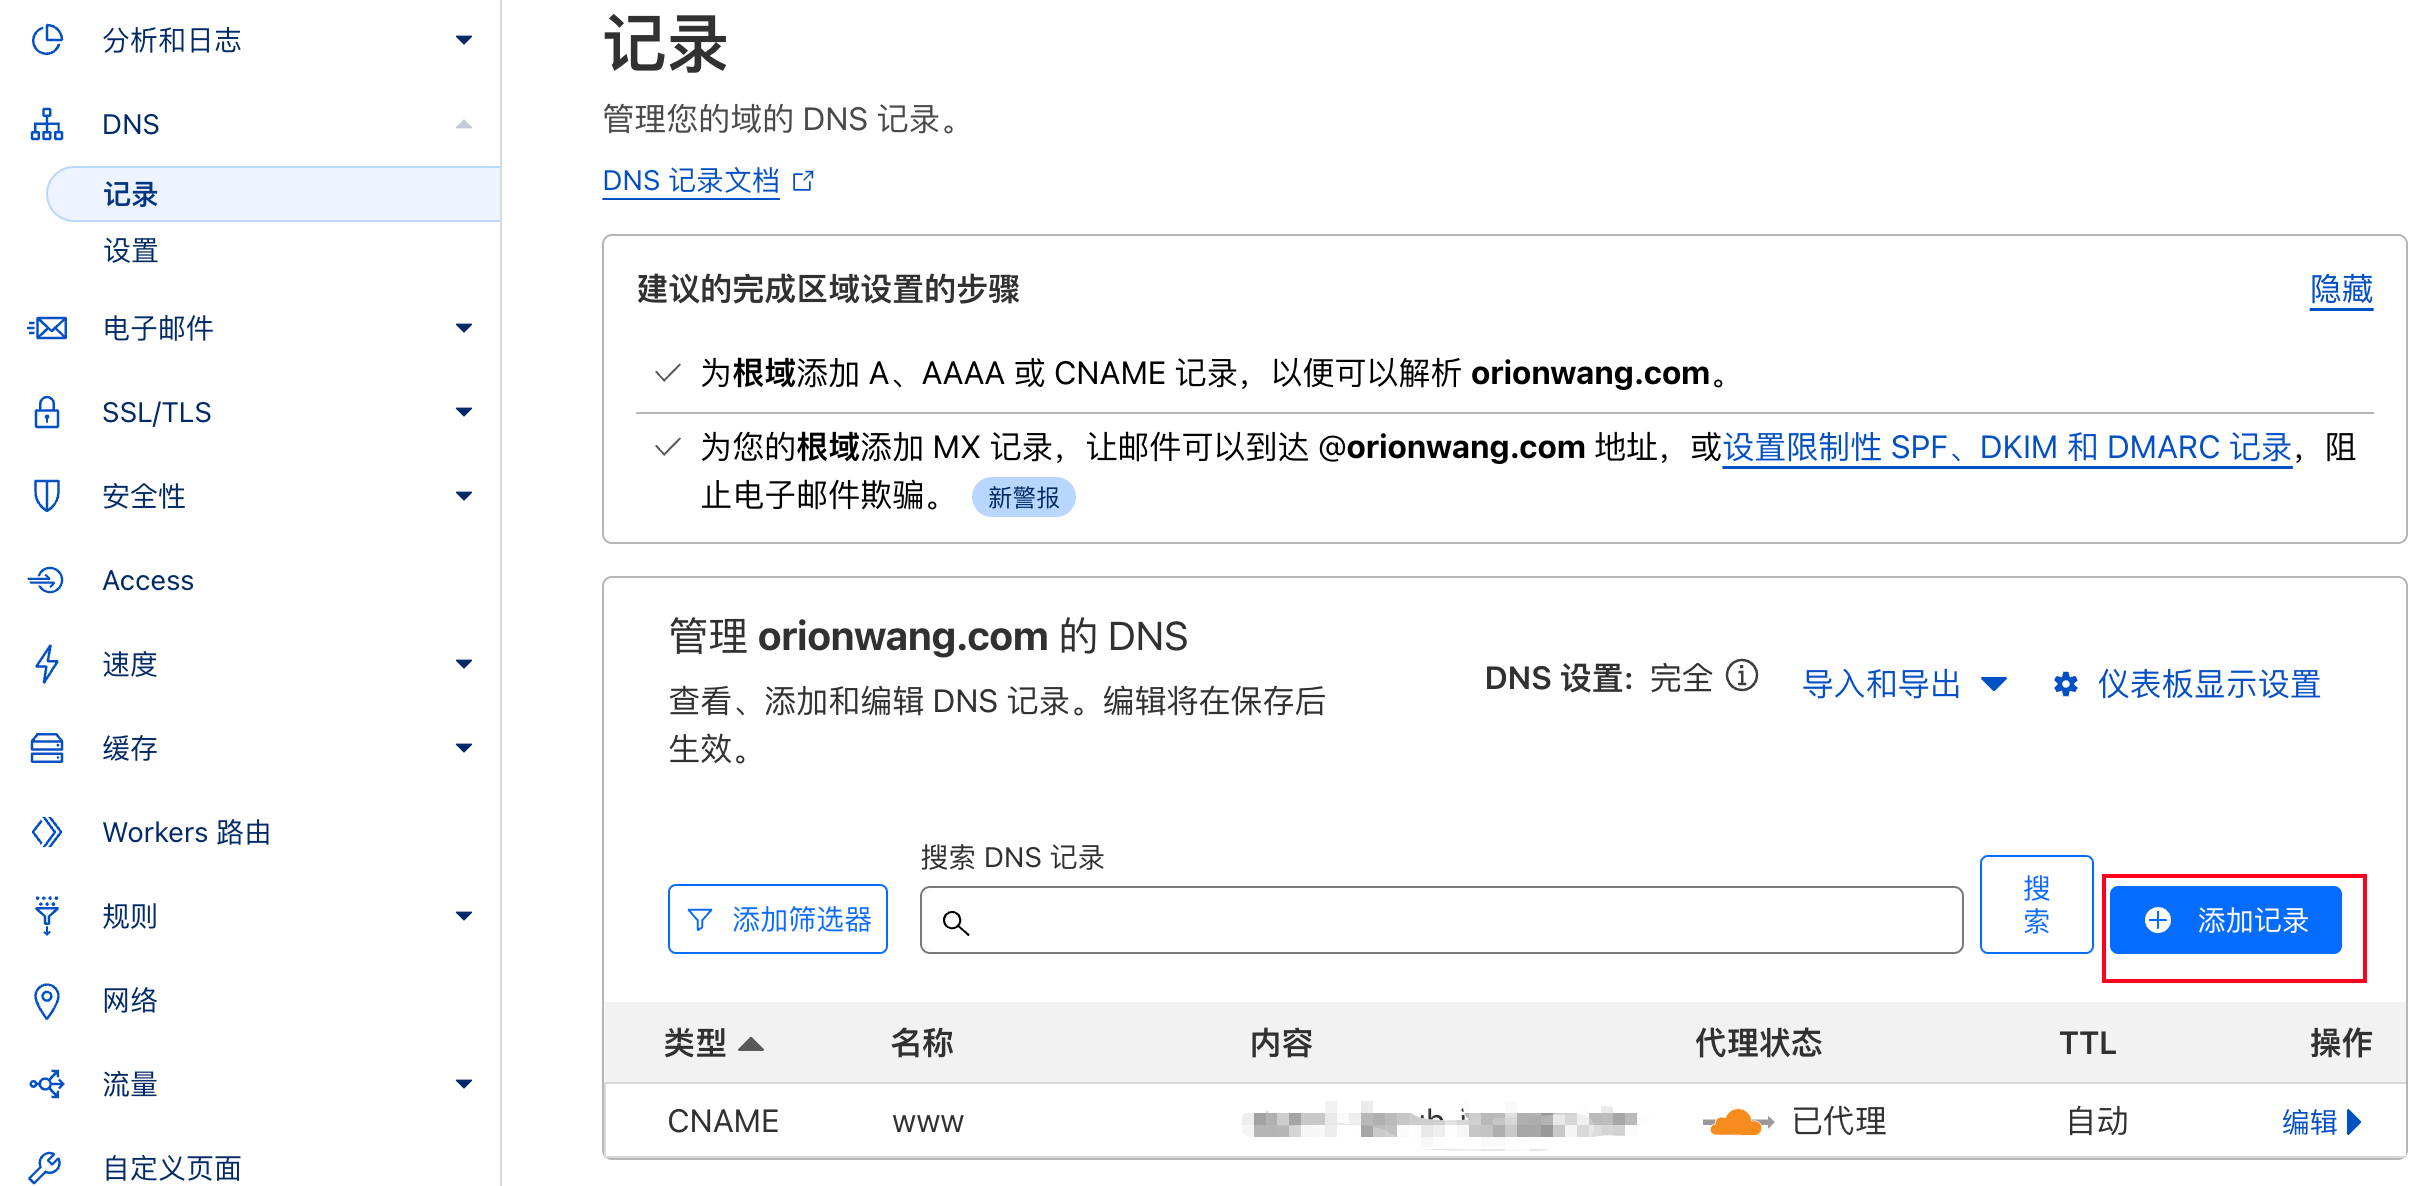 分析和日志
DNS
记录
设置
电子邮件
SSL/TLS
安全性
Access
速度
缓存
Workers 路由
规则
网络
流量
自定义页面
记录
管理您的域的 DNS 记录。
DNS 记录文档
建议的完成区域设置的步骤
隐藏
为根域添加 A、AAAA 或 CNAME 记录，以便可以解析 orionwang.com。
为您的根域添加 MX 记录，让邮件可以到达 @orionwang.com 地址，或设置限制性 SPF、DKIM 和 DMARC 记录，阻
止电子邮件欺骗。 新警报
管理 orionwang.com 的 DNS
查看、添加和编辑 DNS 记录。编辑将在保存后
生效。
DNS 设置: 完全
导入和导出
仪表板显示设置
搜索 DNS 记录
添加筛选器
搜
索
添加记录
类型 名称 内容 代理状态 TTL 操作
CNAME www 已代理 自动 编辑